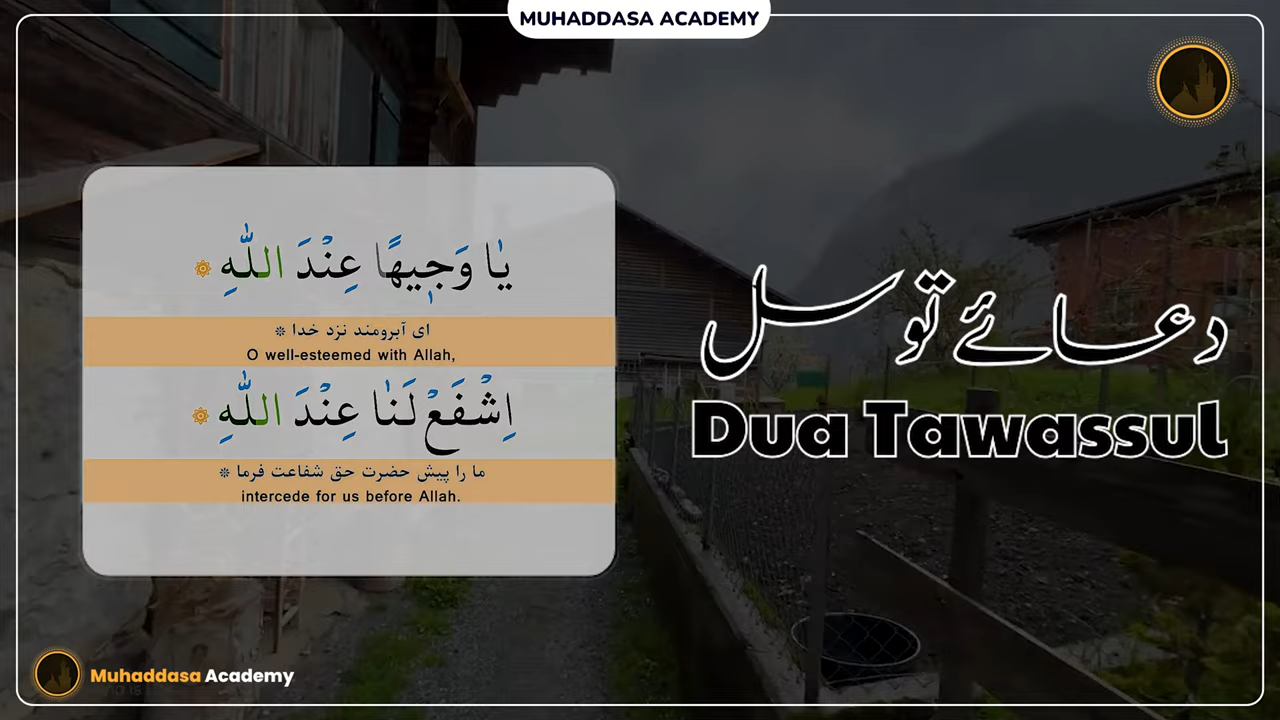 MUHADDASA ACADEMY
يٰا وَجٖيهًا عِنْدَ اللّٰهِ ۞
ای آبرومند نزد خدا ❊
O well-esteemed with Allah,
اِشْفَعْ لَنٰا عِنْدَ اللّٰهِ ۞
ما را پیش حضرت حق شفاعت فرما ❊
intercede for us before Allah.
دعائے توسل
Dua Tawassul
Muhaddasa Academy